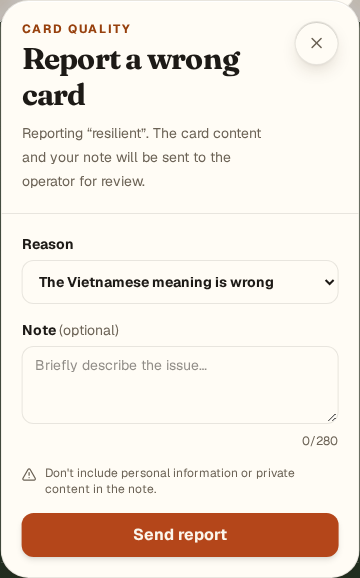 CARD QUALITY
Report a wrong
card
Reporting “resilient”. The card content
and your note will be sent to the
operator for review.
Reason
The Vietnamese meaning is wrong
Note (optional)
Briefly describe the issue...
0/280
Don't include personal information or private
content in the note.
Send report